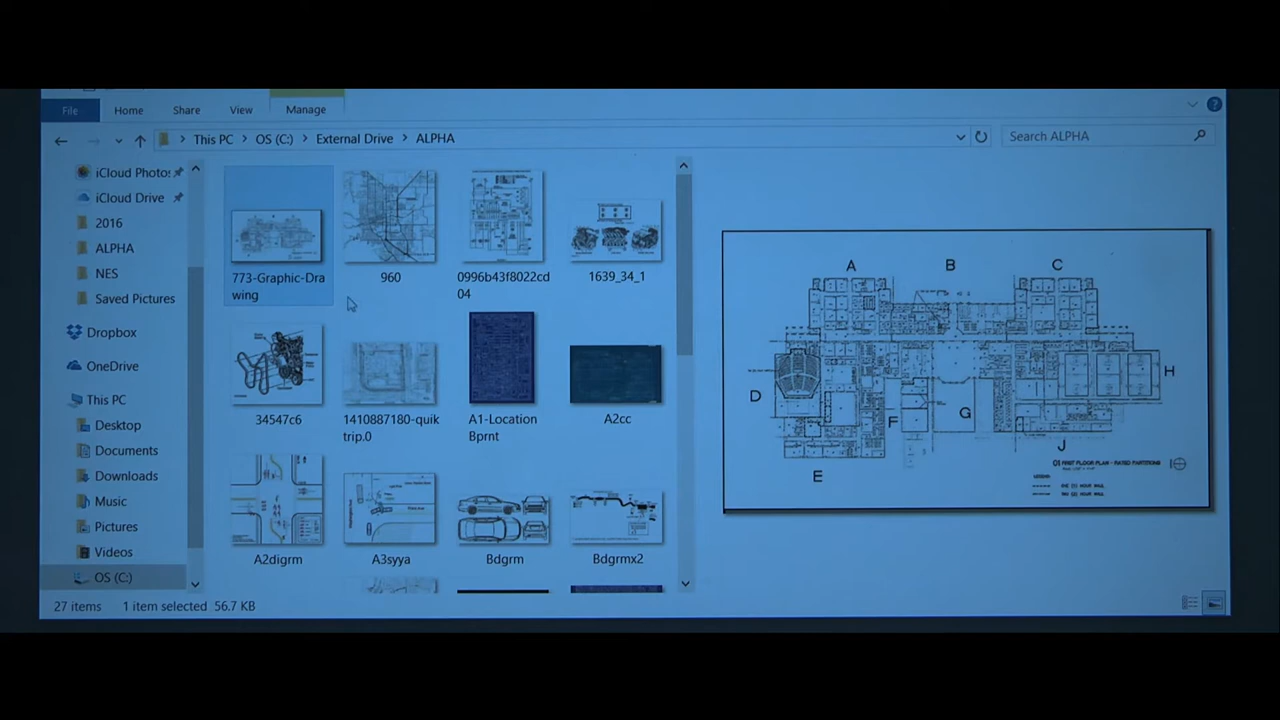 File Home Share View Manage
This PC OS (C:) External Drive ALPHA
Search ALPHA
iCloud Photos
iCloud Drive
2016
ALPHA
NES
Saved Pictures
Dropbox
OneDrive
This PC
Desktop
Documents
Downloads
Music
Pictures
Videos
OS (C:)
773-Graphic-Dra
wing
960
0996b43f8022cd
04
1639_34_1
34547c6
1410887180-quik
trip.0
A1-Location
Bprnt
A2cc
A2digrm
A3syya
Bdgrm
Bdgrmx2
A B C
D
E
F
G
H
J
01 FIRST FLOOR PLAN - RATED PARTITIONS
LEGEND:
27 items 1 item selected 56.7 KB